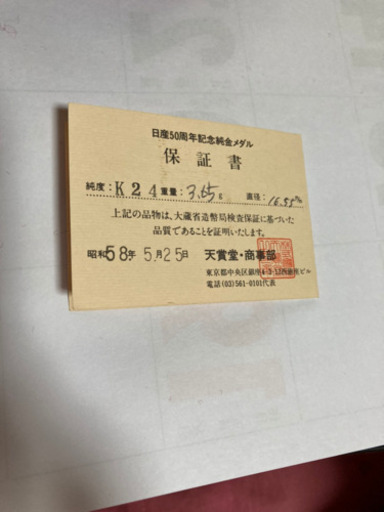 日産50周年記念純金メダル
保証書
純度：K24 重量：3.65g 直径：16.55m/m
上記の品物は、大蔵省造幣局検査保証に基づいた
品質であることを証明いたします。
昭和58年 5月25日 天賞堂・商事部
東京都中央区銀座4-3-
ビル
電話(03)561-0101代表